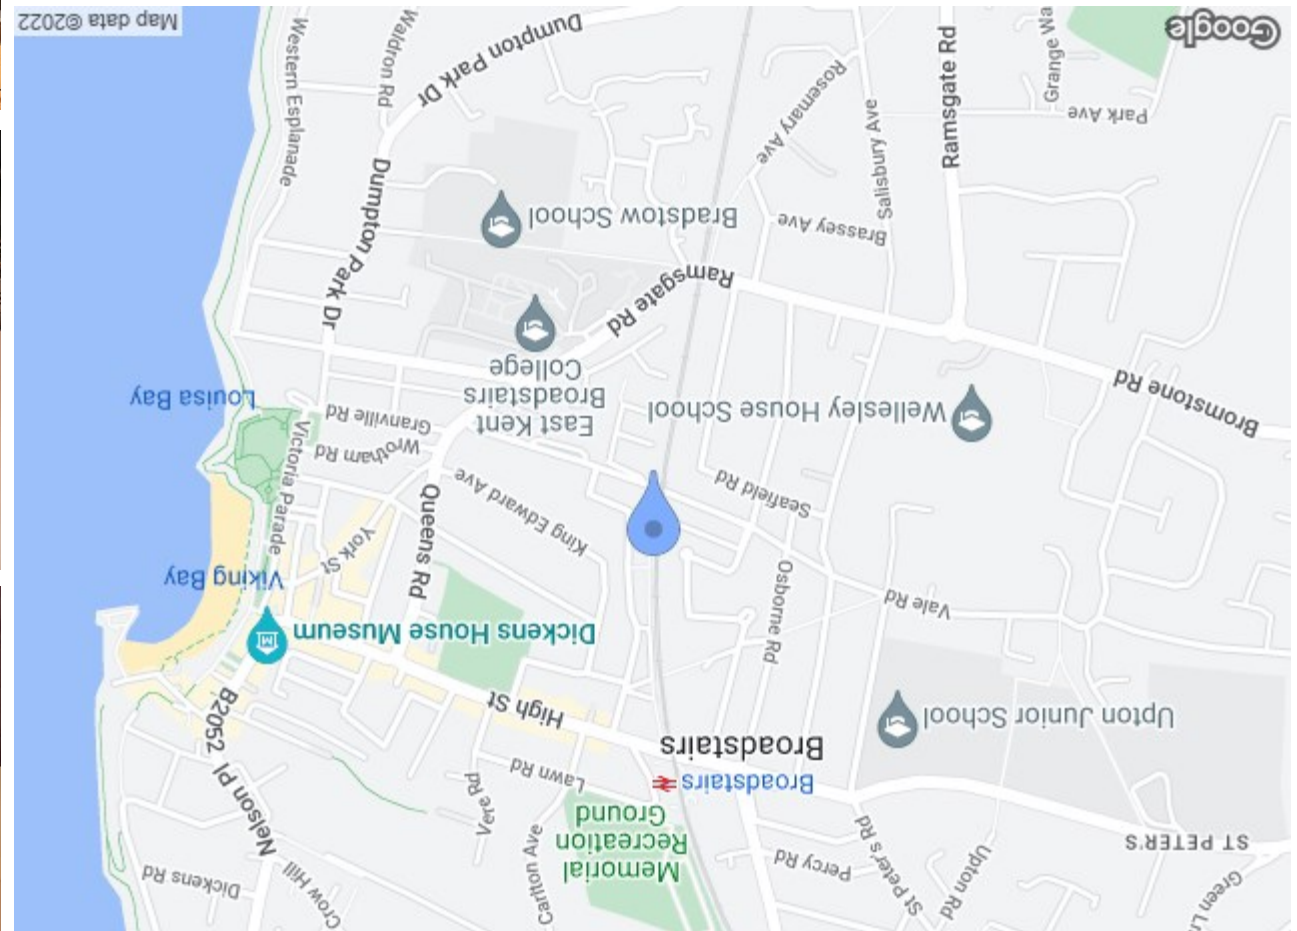 Green Ln
ST PETER'S
Upton Rd
St Peter's Rd
Percy Rd
Memorial
Recreation
Ground
Carlton Ave
Crow Hill
Dickens Rd
Nelson Pl
Vere Rd
Lawn Rd
Broadstairs
Broadstairs
High St
B2052
Upton Junior School
Dickens House Museum
Osborne Rd
Vale Rd
Queens Rd
Viking Bay
York St
Victoria Parade
King Edward Ave
Seafield Rd
Wrotham Rd
Granville Rd
Louisa Bay
Wellesley House School
East Kent
Broadstairs
College
Bromstone Rd
Ramsgate Rd
Dumpton Park Dr
Bradstow School
Brassey Ave
Salisbury Ave
Rosemary Ave
Ramsgate Rd
Park Ave
Grange Wa
Western Esplanade
Waldron Rd
Dumpton Park Dr
Google
Map data ©2022